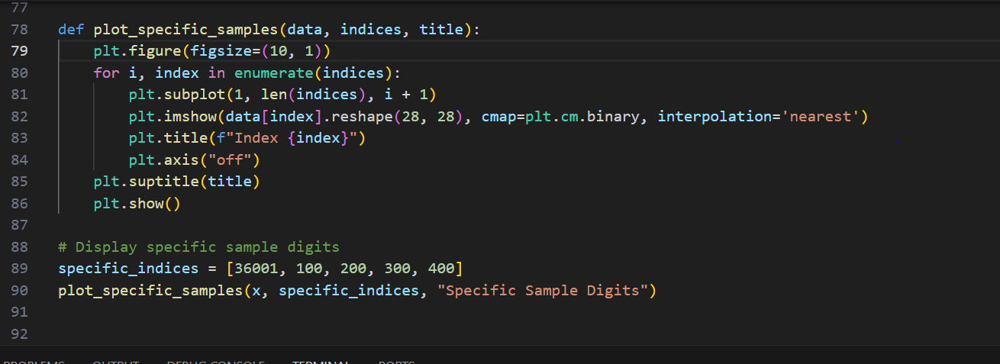 77
78 def plot_specific_samples(data, indices, title):
79     plt.figure(figsize=(10, 1))
80     for i, index in enumerate(indices):
81         plt.subplot(1, len(indices), i + 1)
82         plt.imshow(data[index].reshape(28, 28), cmap=plt.cm.binary, interpolation='nearest')
83         plt.title(f"Index {index}")
84         plt.axis("off")
85     plt.suptitle(title)
86     plt.show()
87
88 # Display specific sample digits
89 specific_indices = [36001, 100, 200, 300, 400]
90 plot_specific_samples(x, specific_indices, "Specific Sample Digits")
91
92
PROBLEMS OUTPUT DEBUG CONSOLE TERMINAL PORTS